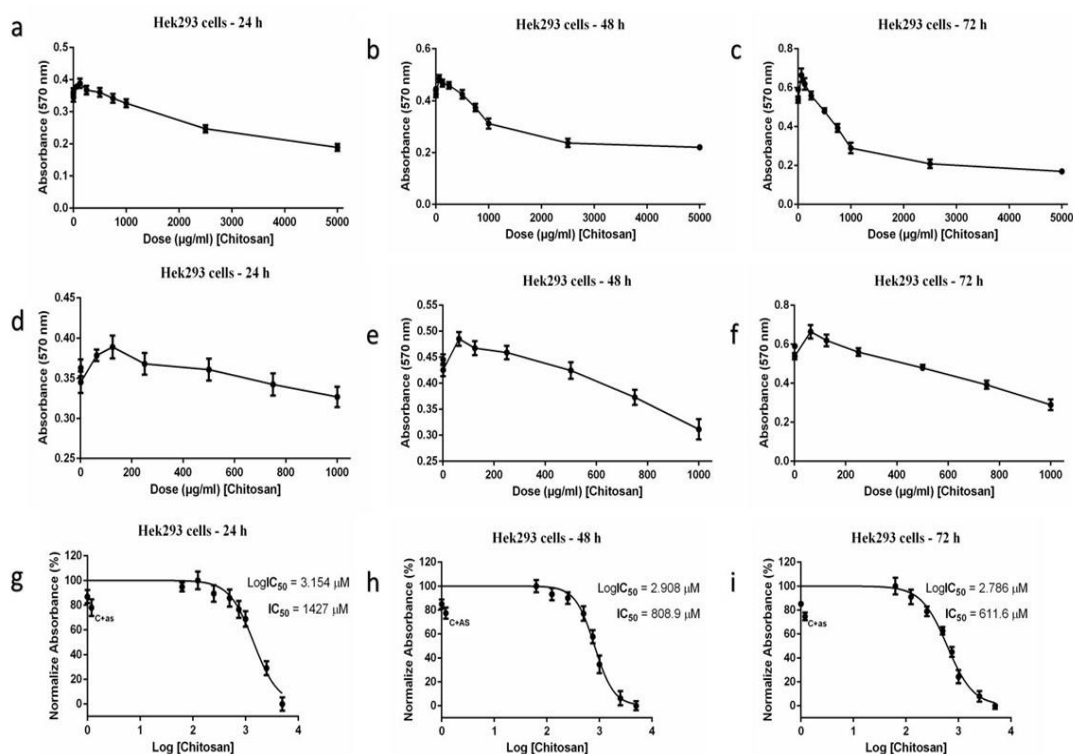 a
Hek293 cells - 24 h
Absorbance (570 nm)
0.5
0.4
0.3
0.2
0.1
0.0
0 1000 2000 3000 4000 5000
Dose (µg/ml) [Chitosan]
b
Hek293 cells - 48 h
Absorbance (570 nm)
0.6
0.4
0.2
0.0
0 1000 2000 3000 4000 5000
Dose (µg/ml) [Chitosan]
c
Hek293 cells - 72 h
Absorbance (570 nm)
0.8
0.6
0.4
0.2
0.0
0 1000 2000 3000 4000 5000
Dose (µg/ml) [Chitosan]
d
Hek293 cells - 24 h
Absorbance (570 nm)
0.45
0.40
0.35
0.30
0.25
0 200 400 600 800 1000
Dose (µg/ml) [Chitosan]
e
Hek293 cells - 48 h
Absorbance (570 nm)
0.55
0.50
0.45
0.40
0.35
0.30
0.25
0 200 400 600 800 1000
Dose (µg/ml) [Chitosan]
f
Hek293 cells - 72 h
Absorbance (570 nm)
0.8
0.6
0.4
0.2
0.0
0 200 400 600 800 1000
Dose (µg/ml) [Chitosan]
g
Hek293 cells - 24 h
Normalize Absorbance (%)
120
100
80
60
40
20
0
LogIC50 = 3.154 µM
IC50 = 1427 µM
C+as
0 1 2 3 4
Log [Chitosan]
h
Hek293 cells - 48 h
Normalize Absorbance (%)
120
100
80
60
40
20
0
LogIC50 = 2.908 µM
IC50 = 808.9 µM
C+AS
0 1 2 3 4
Log [Chitosan]
i
Hek293 cells - 72 h
Normalize Absorbance (%)
120
100
80
60
40
20
0
LogIC50 = 2.786 µM
IC50 = 611.6 µM
C+as
0 1 2 3 4
Log [Chitosan]